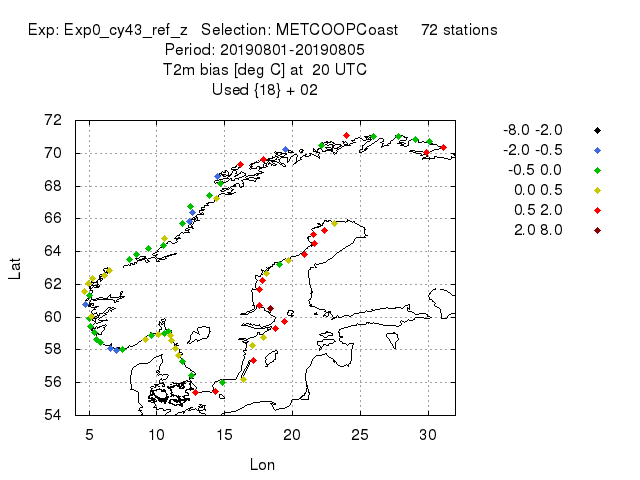 Exp: Exp0_cy43_ref_z Selection: METCOOPCoast 72 stations
Period: 20190801-20190805
T2m bias [deg C] at 20 UTC
Used {18} + 02
72
70
68
66
64
62
60
58
56
54
Lat
5 10 15 20 25 30
Lon
-8.0 -2.0
-2.0 -0.5
-0.5 0.0
0.0 0.5
0.5 2.0
2.0 8.0